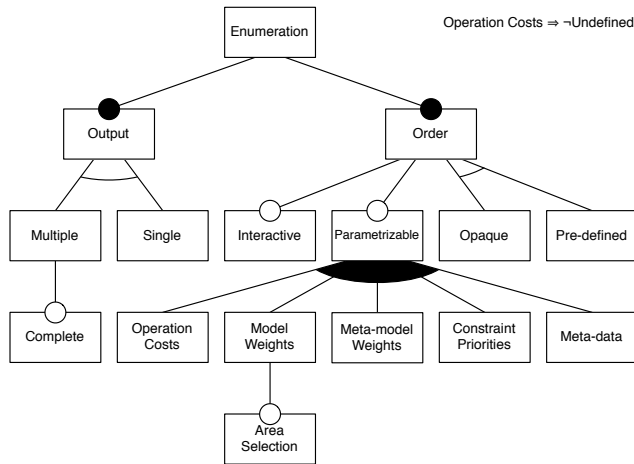 Enumeration
Operation Costs ⇒ ¬Undefined
Output
Order
Multiple
Single
Interactive
Parametrizable
Opaque
Pre-defined
Complete
Operation
Costs
Model
Weights
Meta-model
Weights
Constraint
Priorities
Meta-data
Area
Selection